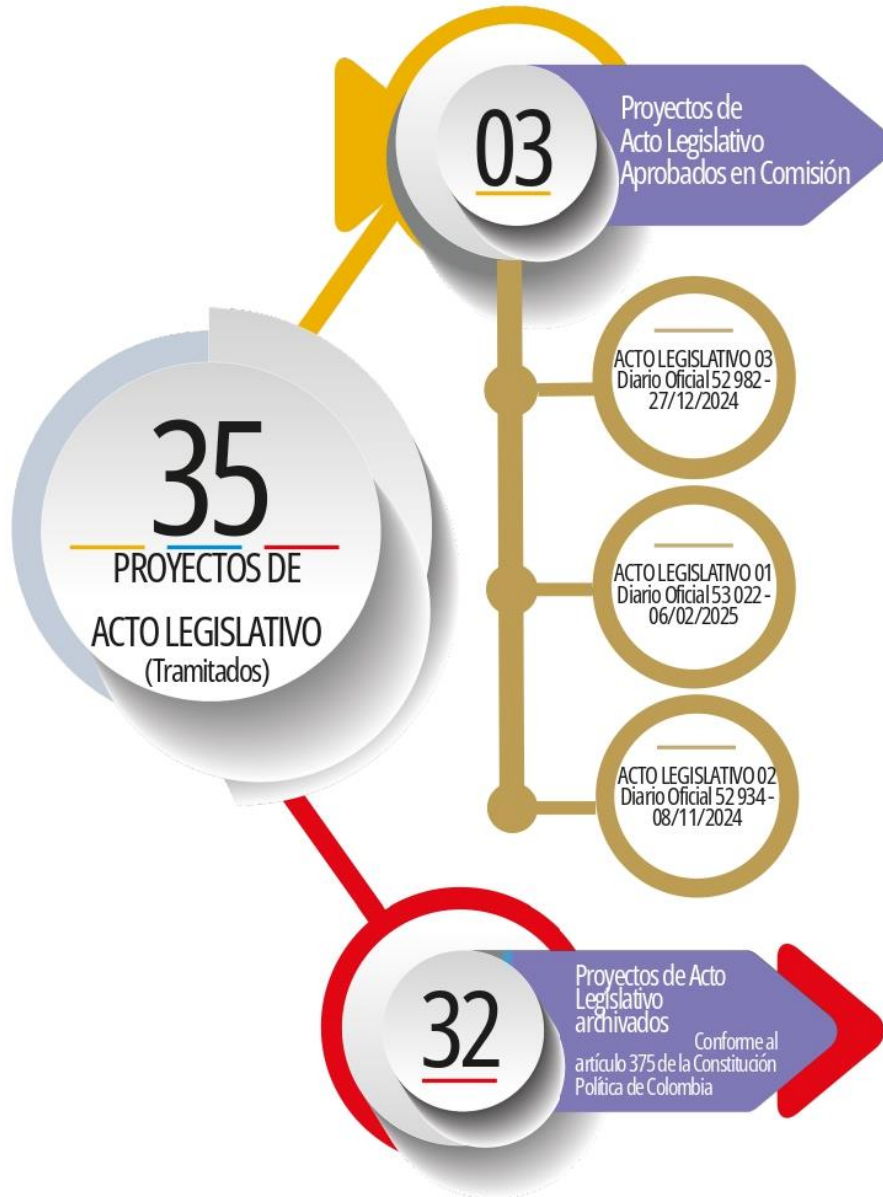 03
Proyectos de
Acto Legislativo
Aprobados en Comisión
ACTO LEGISLATIVO 03
Diario Oficial 52 982 -
27/12/2024
35
PROYECTOS DE
ACTO LEGISLATIVO
(Tramitados)
ACTO LEGISLATIVO 01
Diario Oficial 53 022 -
06/02/2025
ACTO LEGISLATIVO 02
Diario Oficial 52 934 -
08/11/2024
32
Proyectos de Acto
Legislativo
archivados
Conforme al
artículo 375 de la Constitución
Política de Colombia